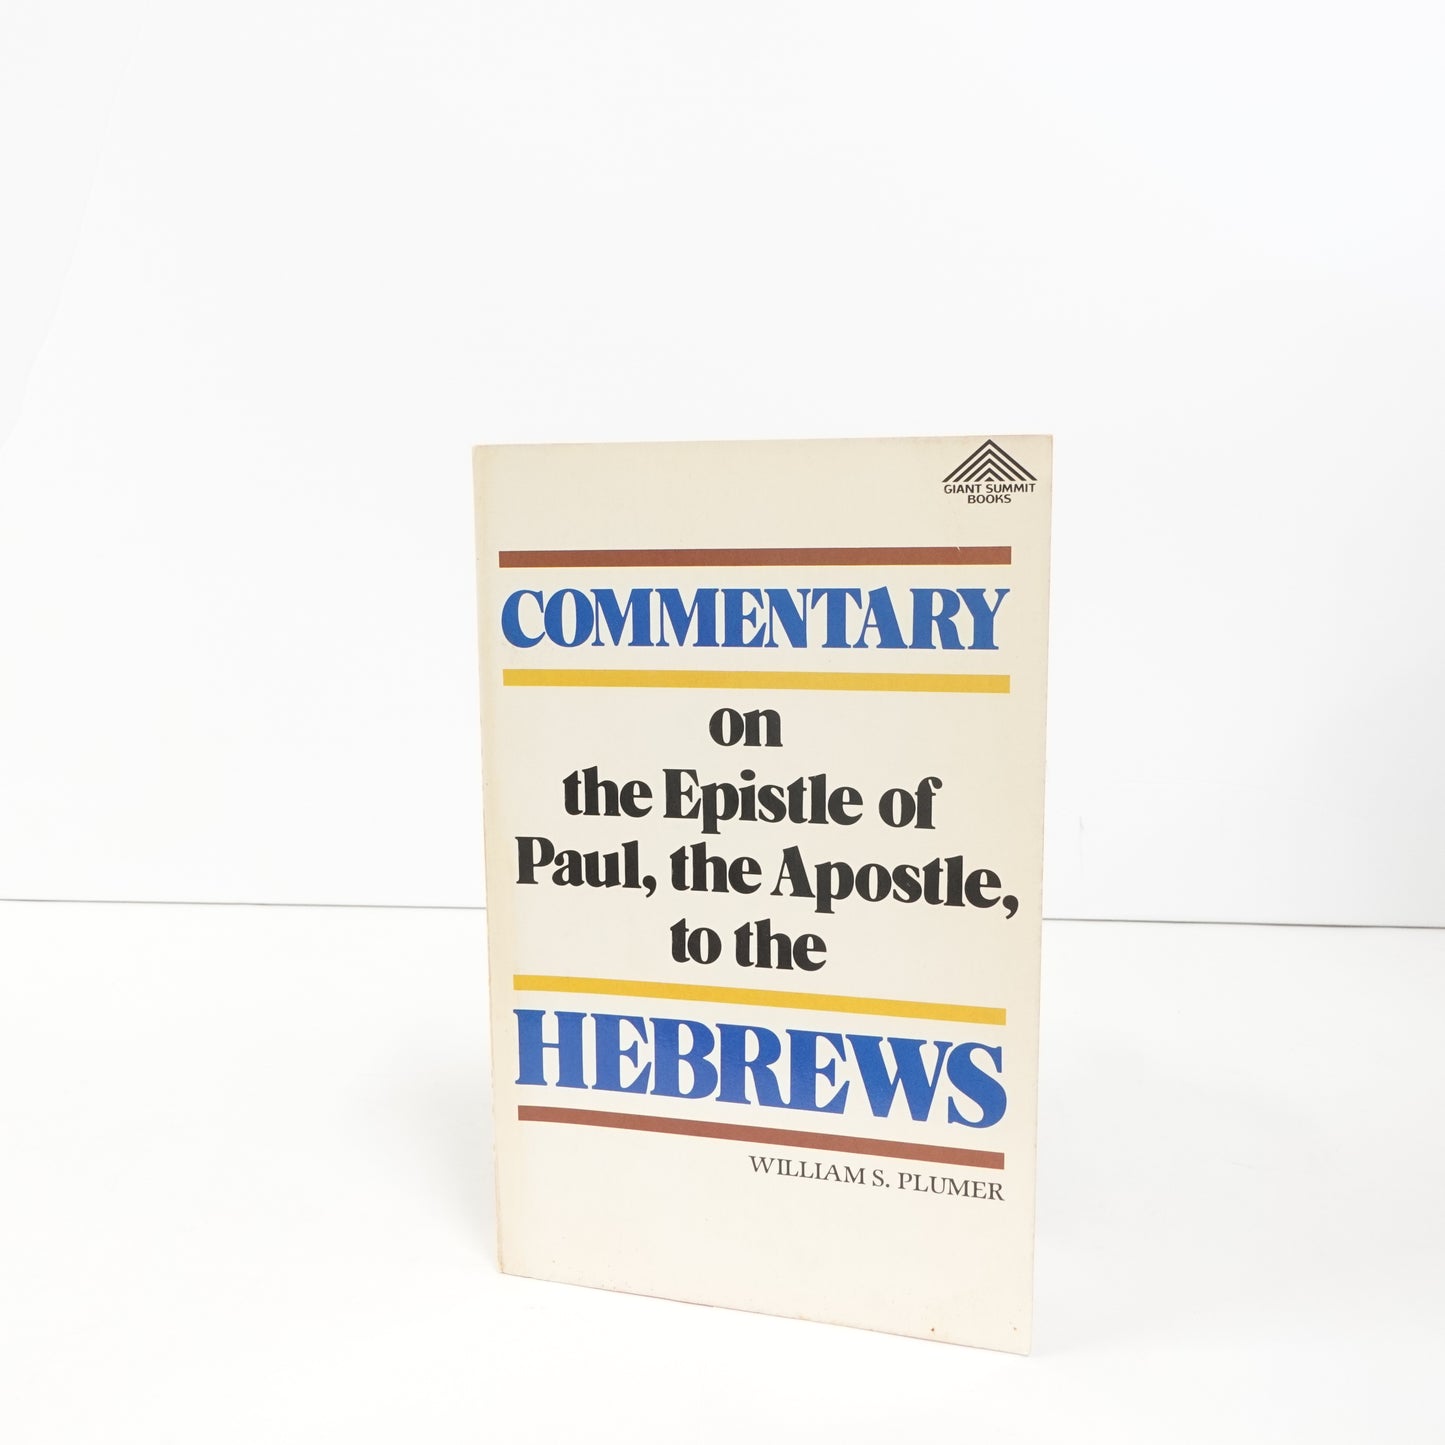 GIANT SUMMIT
BOOKS
COMMENTARY
on
the Epistle of
Paul, the Apostle,
to the
HEBREWS
WILLIAM S. PLUMER